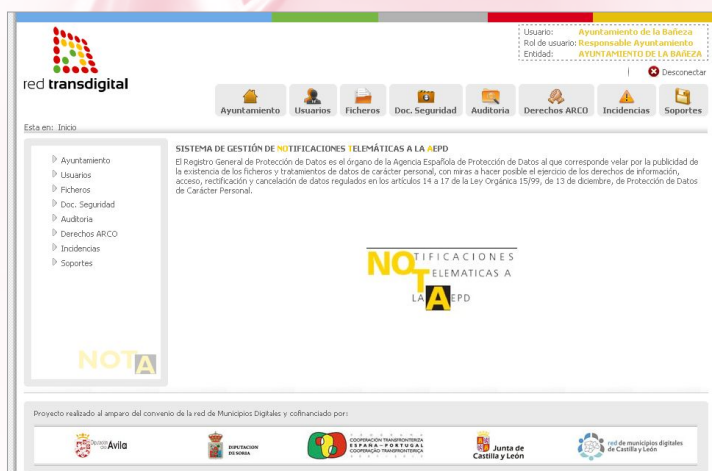 Usuario: Ayuntamiento de la Bañeza
Rol de usuario: Responsable Ayuntamiento
Entidad: AYUNTAMIENTO DE LA BAÑEZA
| Desconectar
red transdigital
Ayuntamiento Usuarios Ficheros Doc. Seguridad Auditoria Derechos ARCO Incidencias Soportes
Esta en: Inicio
Ayuntamiento
Usuarios
Ficheros
Doc. Seguridad
Auditoria
Derechos ARCO
Incidencias
Soportes
NOTA
SISTEMA DE GESTIÓN DE NOTIFICACIONES TELEMÁTICAS A LA AEPD
El Registro General de Protección de Datos es el órgano de la Agencia Española de Protección de Datos al que corresponde velar por la publicidad de
la existencia de los ficheros y tratamientos de datos de carácter personal, con miras a hacer posible el ejercicio de los derechos de información,
acceso, rectificación y cancelación de datos regulados en los artículos 14 a 17 de la Ley Orgánica 15/99, de 13 de diciembre, de Protección de Datos
de Carácter Personal.
NOTIFICACIONES
TELEMATICAS A
LA AEPD
Proyecto realizado al amparo del convenio de la red de Municipios Digitales y cofinanciado por:
Ávila
DIPUTACION
DE SORIA
COOPERACIÓN TRANSFRONTERIZA
ESPAÑA – PORTUGAL
COOPERAÇÃO TRANSFRONTEIRIÇA
Junta de
Castilla y León
red de municipios digitales
de Castilla y León